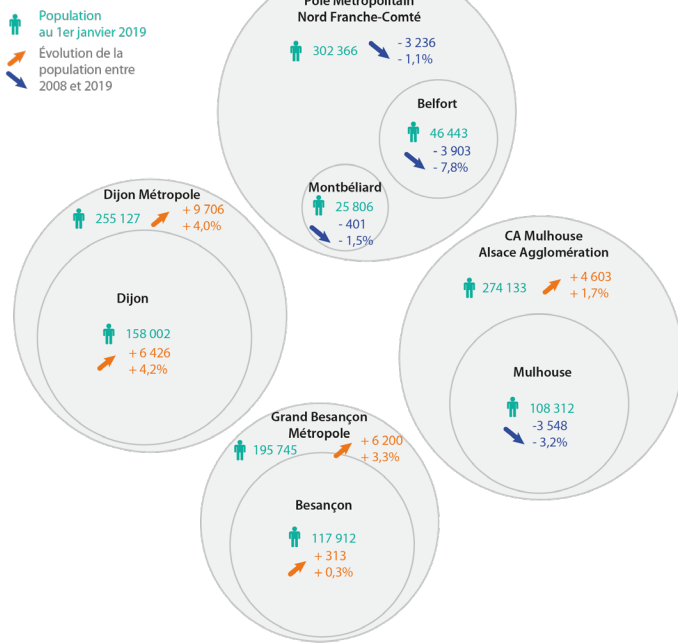 Population
au 1er janvier 2019
Évolution de la
population entre
2008 et 2019
Pôle Métropolitain
Nord Franche-Comté
302 366
- 3 236
- 1,1%
Belfort
46 443
- 3 903
- 7,8%
Montbéliard
25 806
- 401
- 1,5%
Dijon Métropole
255 127
+ 9 706
+ 4,0%
Dijon
158 002
+ 6 426
+ 4,2%
CA Mulhouse
Alsace Agglomération
274 133
+ 4 603
+ 1,7%
Mulhouse
108 312
-3 548
- 3,2%
Grand Besançon
Métropole
195 745
+ 6 200
+ 3,3%
Besançon
117 912
+ 313
+ 0,3%